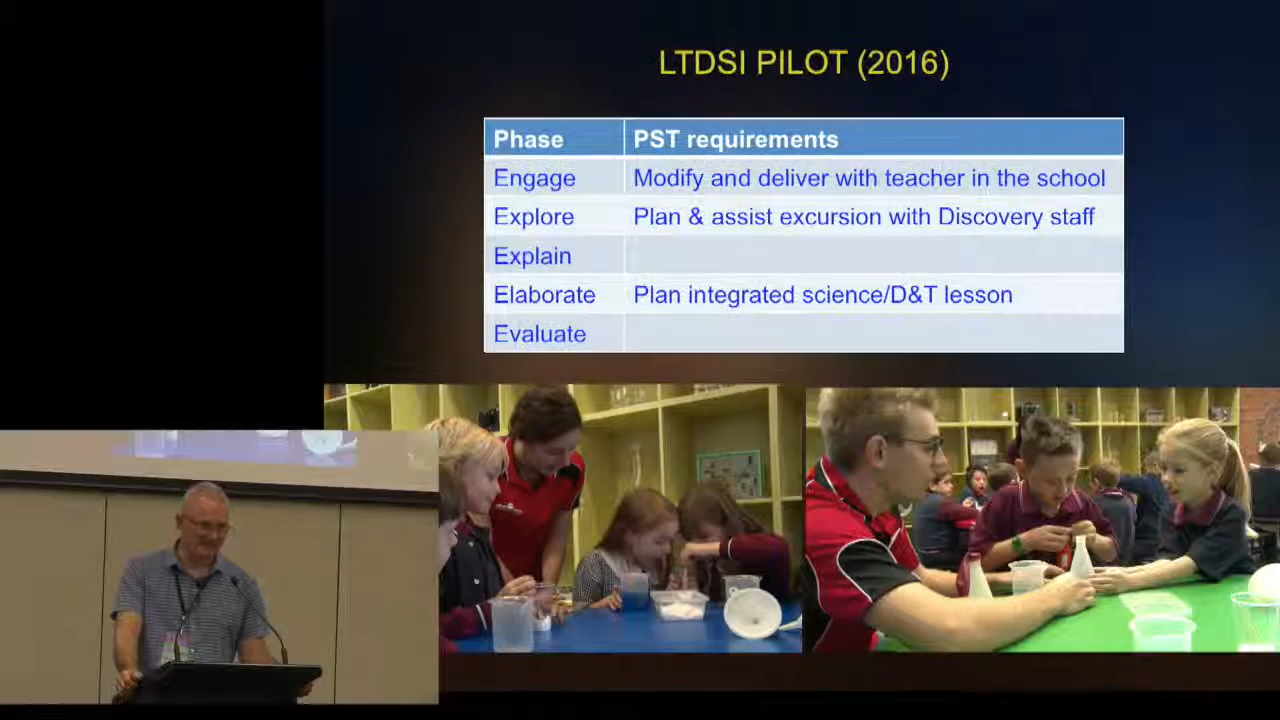 LTDSI PILOT (2016)
Phase PST requirements
Engage Modify and deliver with teacher in the school
Explore Plan & assist excursion with Discovery staff
Explain
Elaborate Plan integrated science/D&T lesson
Evaluate